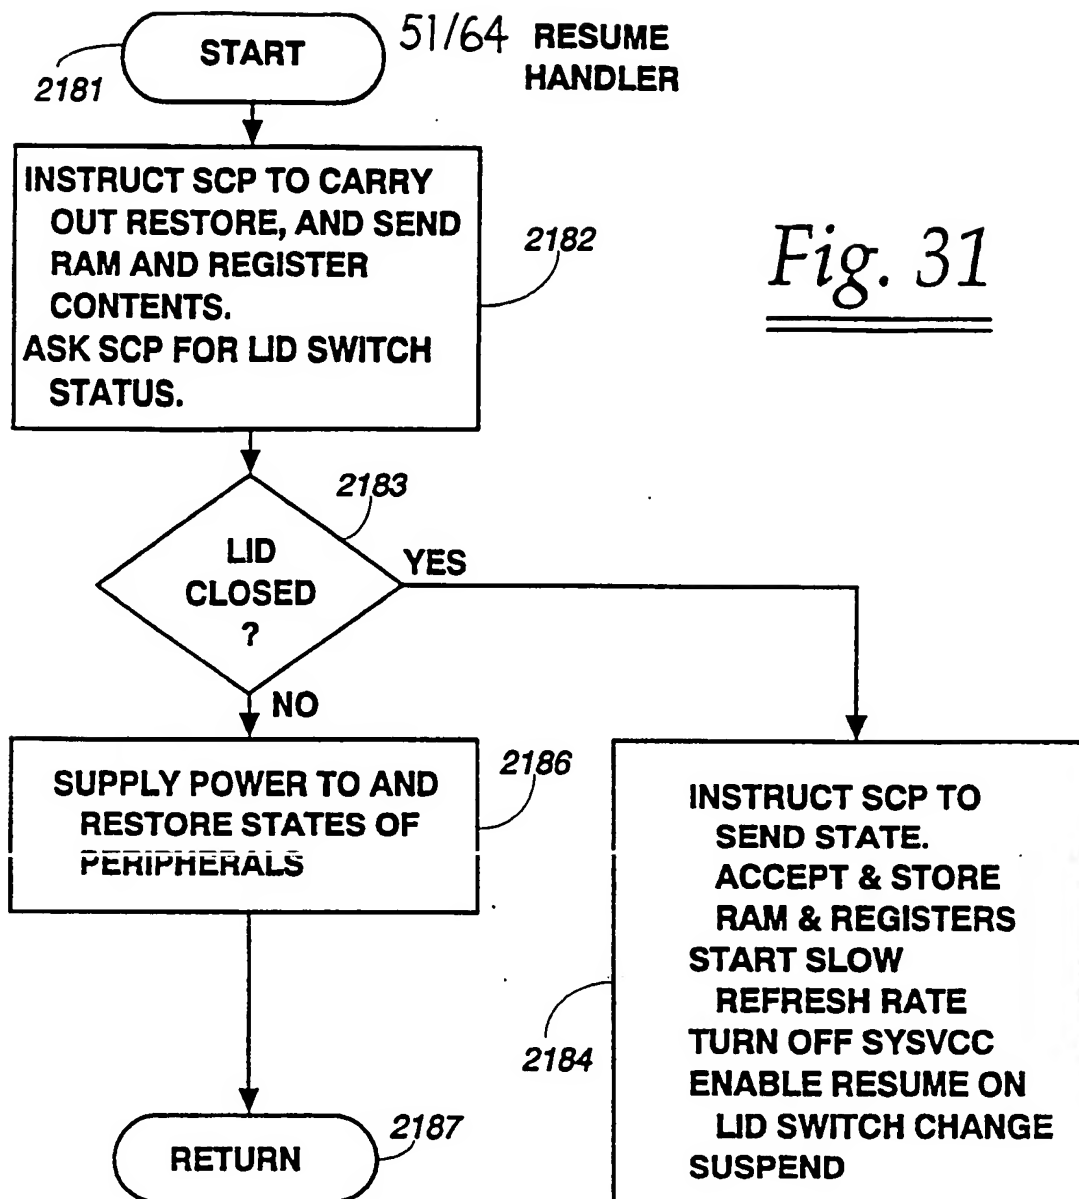 START
51/64 RESUME
HANDLER
2181
INSTRUCT SCP TO CARRY
OUT RESTORE, AND SEND
RAM AND REGISTER
CONTENTS.
ASK SCP FOR LID SWITCH
STATUS.
2182
Fig. 31
2183
LID
CLOSED
?
YES
NO
SUPPLY POWER TO AND
RESTORE STATES OF
PERIPHERALS
2186
INSTRUCT SCP TO
SEND STATE.
ACCEPT & STORE
RAM & REGISTERS
START SLOW
REFRESH RATE
TURN OFF SYSVCC
ENABLE RESUME ON
LID SWITCH CHANGE
SUSPEND
2184
RETURN
2187